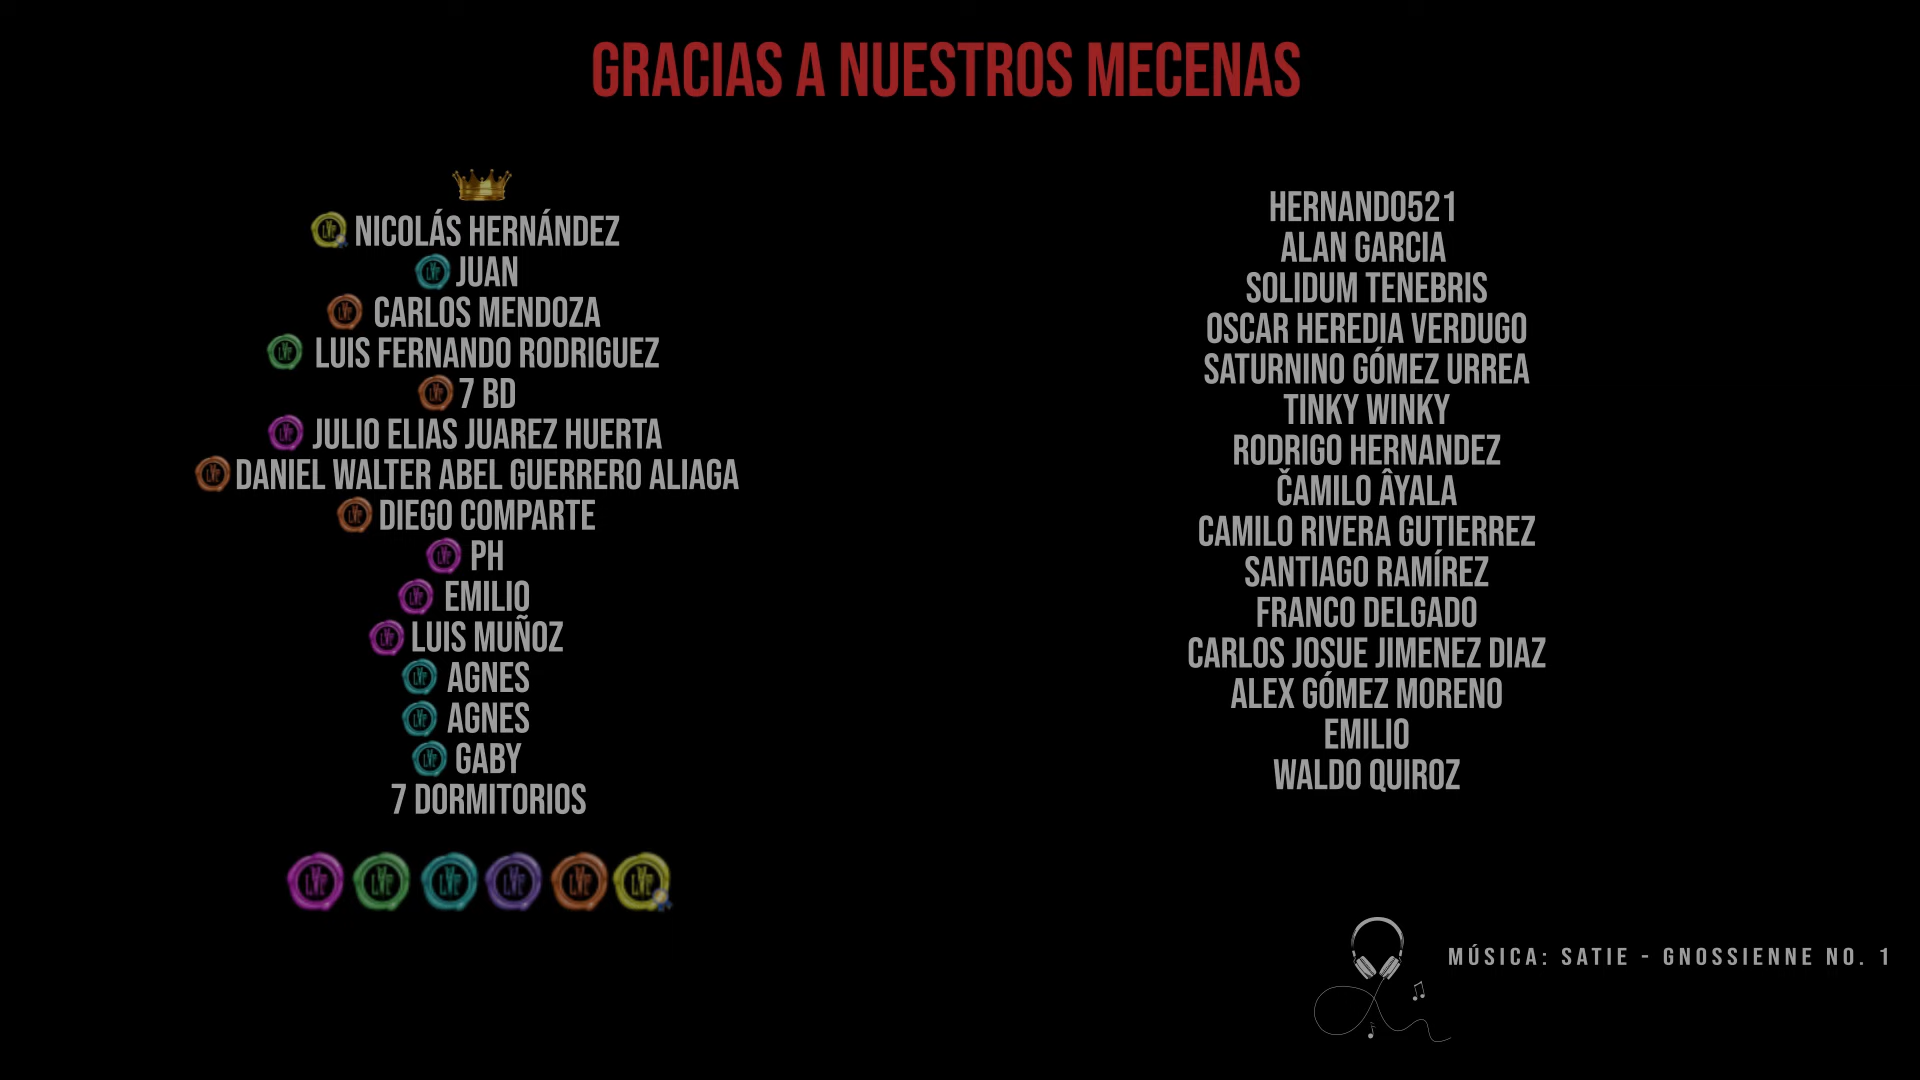 GRACIAS A NUESTROS MECENAS
NICOLÁS HERNÁNDEZ
JUAN
CARLOS MENDOZA
LUIS FERNANDO RODRIGUEZ
7 BD
JULIO ELIAS JUAREZ HUERTA
DANIEL WALTER ABEL GUERRERO ALIAGA
DIEGO COMPARTE
PH
EMILIO
LUIS MUÑOZ
AGNES
AGNES
GABY
7 DORMITORIOS
HERNANDO521
ALAN GARCIA
SOLIDUM TENEBRIS
OSCAR HEREDIA VERDUGO
SATURNINO GÓMEZ URREA
TINKY WINKY
RODRIGO HERNANDEZ
ČAMILO ÂYALA
CAMILO RIVERA GUTIERREZ
SANTIAGO RAMÍREZ
FRANCO DELGADO
CARLOS JOSUE JIMENEZ DIAZ
ALEX GÓMEZ MORENO
EMILIO
WALDO QUIROZ
MÚSICA: SATIE - GNOSSIENNE NO. 1